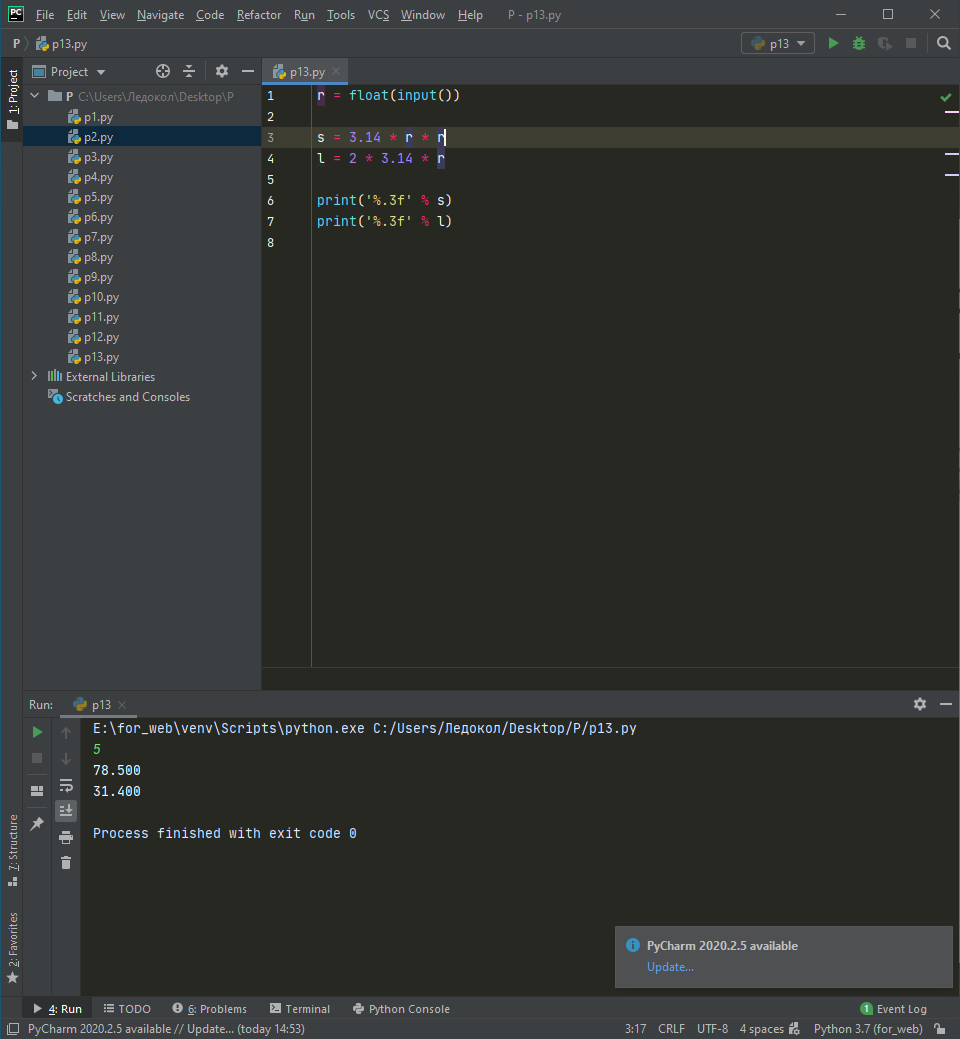 PC File Edit View Navigate Code Refactor Run Tools VCS Window Help P - p13.py
P p13.py p13
1: Project
Project
p13.py
P C:\Users\Ледокол\Desktop\P
p1.py
p2.py
p3.py
p4.py
p5.py
p6.py
p7.py
p8.py
p9.py
p10.py
p11.py
p12.py
p13.py
External Libraries
Scratches and Consoles
1 r = float(input())
2
3 s = 3.14 * r * r
4 l = 2 * 3.14 * r
5
6 print('%.3f' % s)
7 print('%.3f' % l)
8
Run: p13
E:\for_web\venv\Scripts\python.exe C:/Users/Ледокол/Desktop/P/p13.py
5
78.500
31.400
Process finished with exit code 0
7: Structure
2: Favorites
PyCharm 2020.2.5 available
Update...
4: Run TODO 6: Problems Terminal Python Console 1 Event Log
PyCharm 2020.2.5 available // Update... (today 14:53) 3:17 CRLF UTF-8 4 spaces Python 3.7 (for_web)